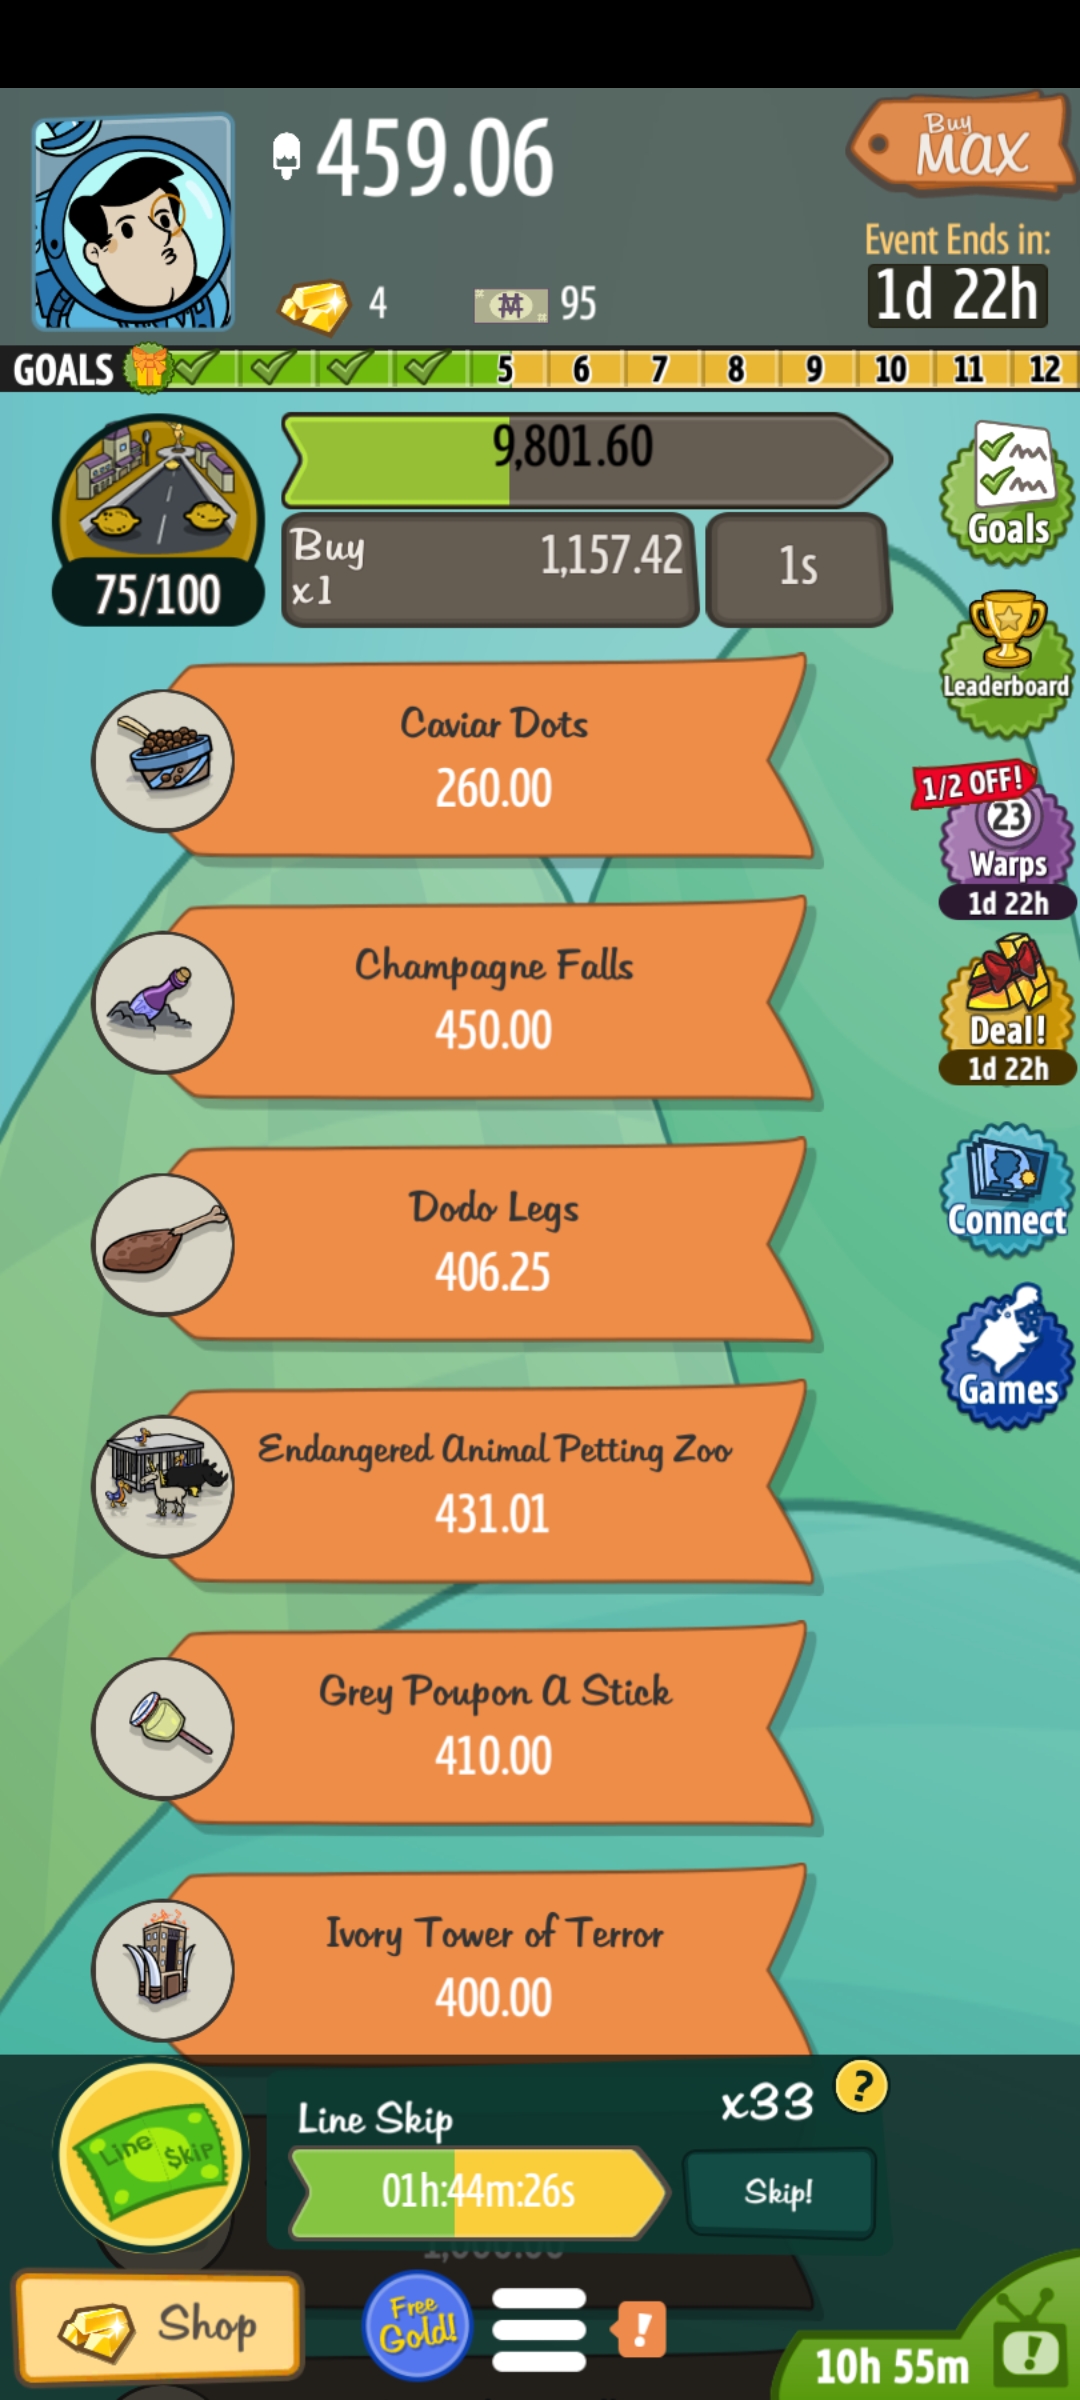 459.06
Buy
MAX
Event Ends in:
1d 22h
4
95
GOALS
5 6 7 8 9 10 11 12
9,801.60
Buy
x1
1,157.42
1s
75/100
Goals
Leaderboard
1/2 OFF!
23
Warps
1d 22h
Deal!
1d 22h
Connect
Games
Caviar Dots
260.00
Champagne Falls
450.00
Dodo Legs
406.25
Endangered Animal Petting Zoo
431.01
Grey Poupon A Stick
410.00
Ivory Tower of Terror
400.00
Line $kip
Line Skip
x33
?
01h:44m:26s
Skip!
1,000.00
Shop
Free
Gold!
!
10h 55m
!